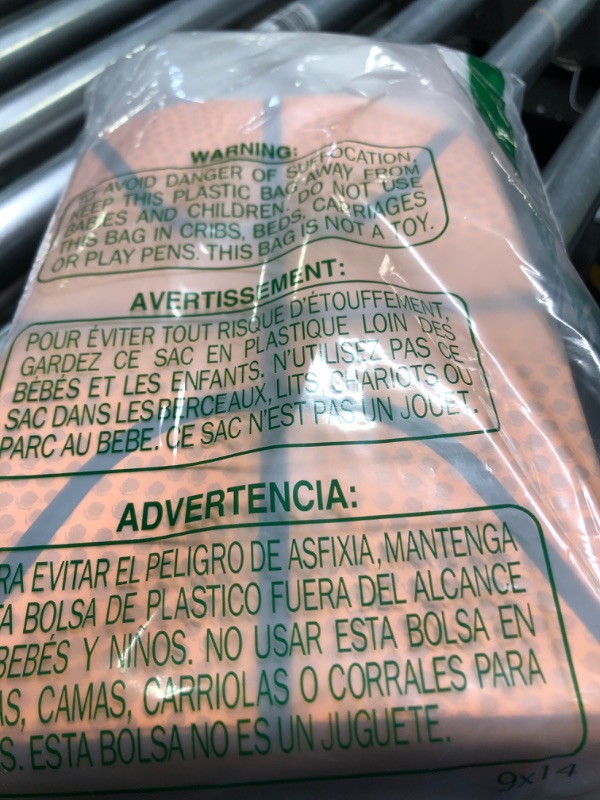 WARNING:
TO AVOID DANGER OF SUFFOCATION,
KEEP THIS PLASTIC BAG AWAY FROM
BABIES AND CHILDREN. DO NOT USE
THIS BAG IN CRIBS, BEDS, CARRIAGES
OR PLAY PENS. THIS BAG IS NOT A TOY.
AVERTISSEMENT:
POUR ÉVITER TOUT RISQUE D'ÉTOUFFEMENT,
GARDEZ CE SAC EN PLASTIQUE LOIN DES
BÉBÉS ET LES ENFANTS. N'UTILISEZ PAS CE
SAC DANS LES BERCEAUX, LITS, CHARIOTS OU
PARC AU BEBE. CE SAC N'EST PAS UN JOUET.
ADVERTENCIA:
RA EVITAR EL PELIGRO DE ASFIXIA, MANTENGA
TA BOLSA DE PLASTICO FUERA DEL ALCANCE
BEBÉS Y NIÑOS. NO USAR ESTA BOLSA EN
AS, CAMAS, CARRIOLAS O CORRALES PARA
S. ESTA BOLSA NO ES UN JUGUETE.
9x14